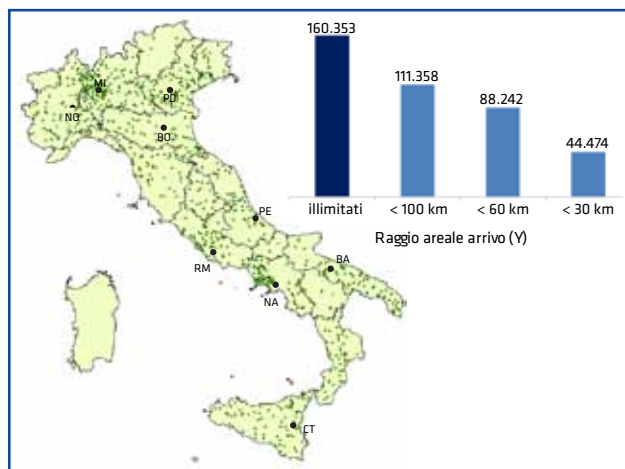 160.353
111.358
88.242
44.474
illimitati < 100 km < 60 km < 30 km
Raggio areale arrivo (Y)
MI
PD
NO
BO
PE
RM
BA
NA
CT